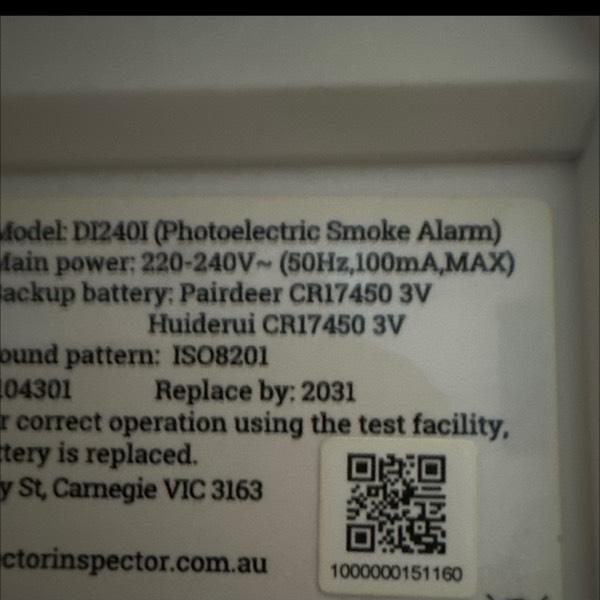 Model: DI240I (Photoelectric Smoke Alarm)
Main power: 220-240V~ (50Hz,100mA,MAX)
ackup battery: Pairdeer CR17450 3V
Huiderui CR17450 3V
ound pattern: ISO8201
104301 Replace by: 2031
r correct operation using the test facility,
ttery is replaced.
y St, Carnegie VIC 3163
ctorinspector.com.au
1000000151160